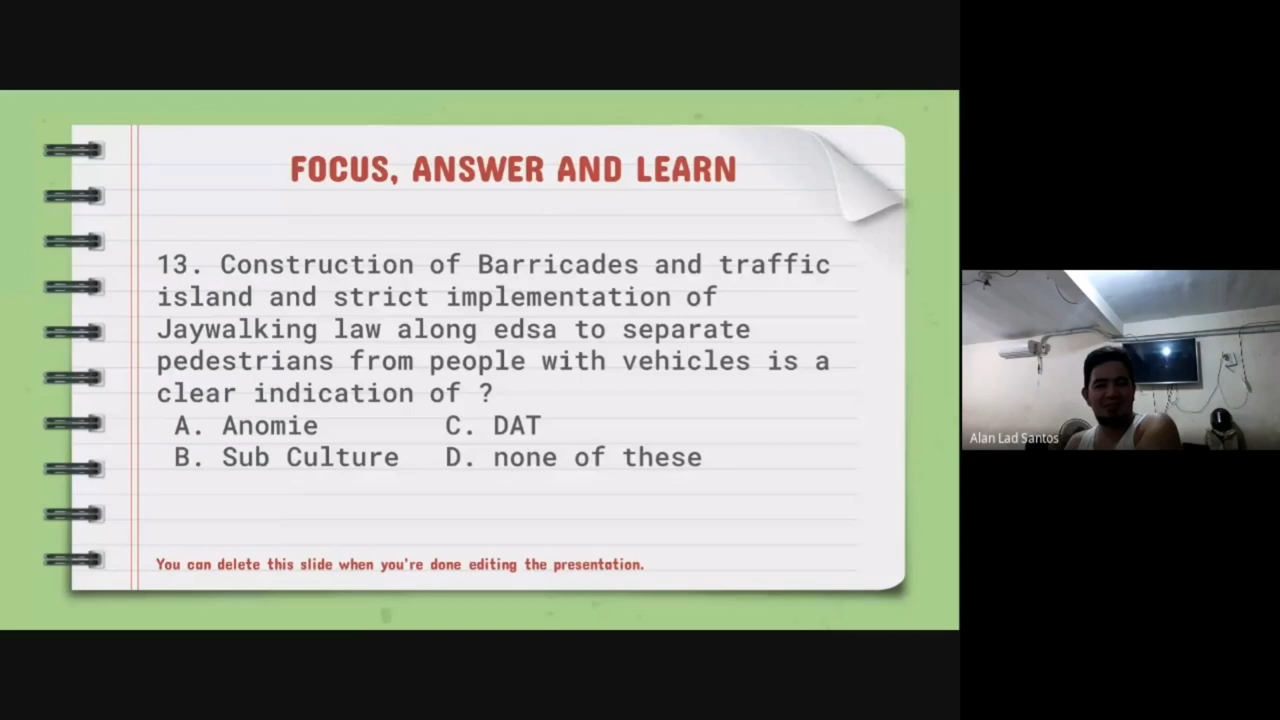 FOCUS, ANSWER AND LEARN
13. Construction of Barricades and traffic
island and strict implementation of
Jaywalking law along edsa to separate
pedestrians from people with vehicles is a
clear indication of ?
A. Anomie C. DAT
B. Sub Culture D. none of these
You can delete this slide when you're done editing the presentation.
Alan Lad Santos